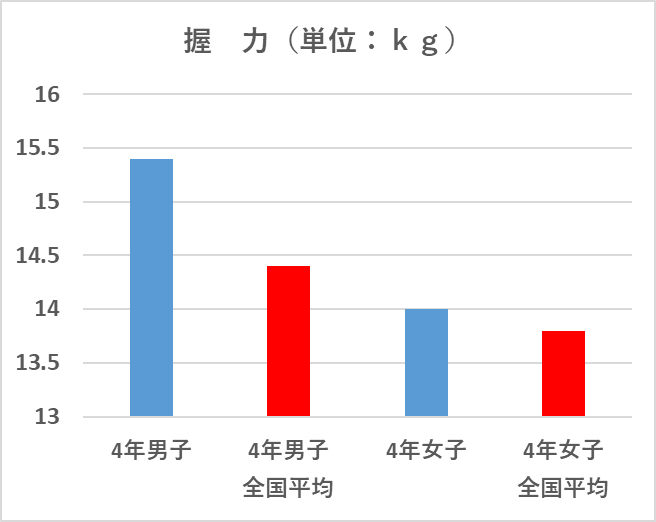 握　力（単位：ｋｇ）
16
15.5
15
14.5
14
13.5
13
4年男子
4年男子
全国平均
4年女子
4年女子
全国平均